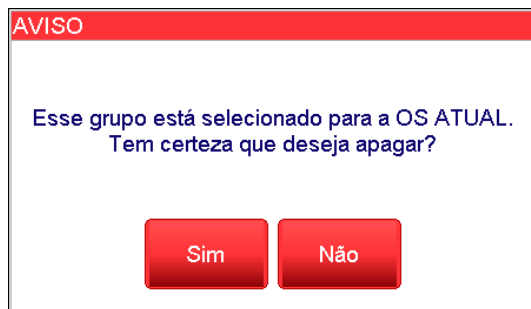 AVISO
Esse grupo está selecionado para a OS ATUAL.
Tem certeza que deseja apagar?
Sim Não